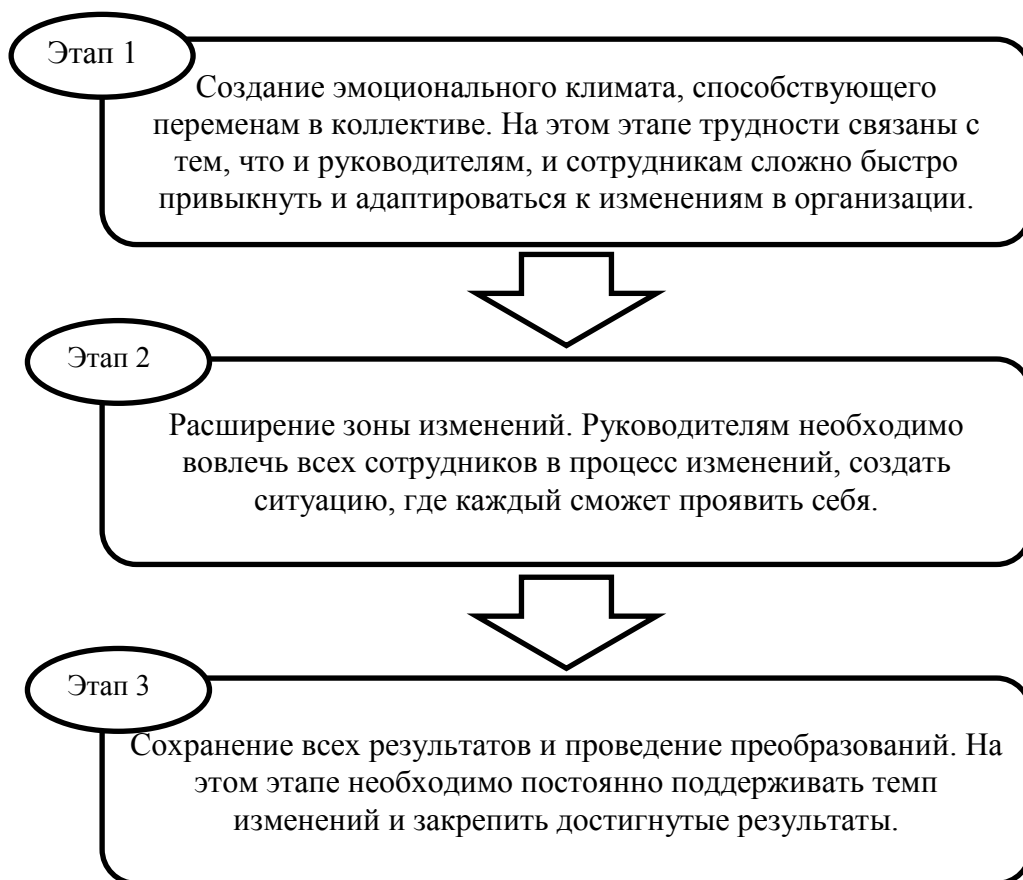 Этап 1
Создание эмоционального климата, способствующего
переменам в коллективе. На этом этапе трудности связаны с
тем, что и руководителям, и сотрудникам сложно быстро
привыкнуть и адаптироваться к изменениям в организации.
Этап 2
Расширение зоны изменений. Руководителям необходимо
вовлечь всех сотрудников в процесс изменений, создать
ситуацию, где каждый сможет проявить себя.
Этап 3
Сохранение всех результатов и проведение преобразований. На
этом этапе необходимо постоянно поддерживать темп
изменений и закрепить достигнутые результаты.